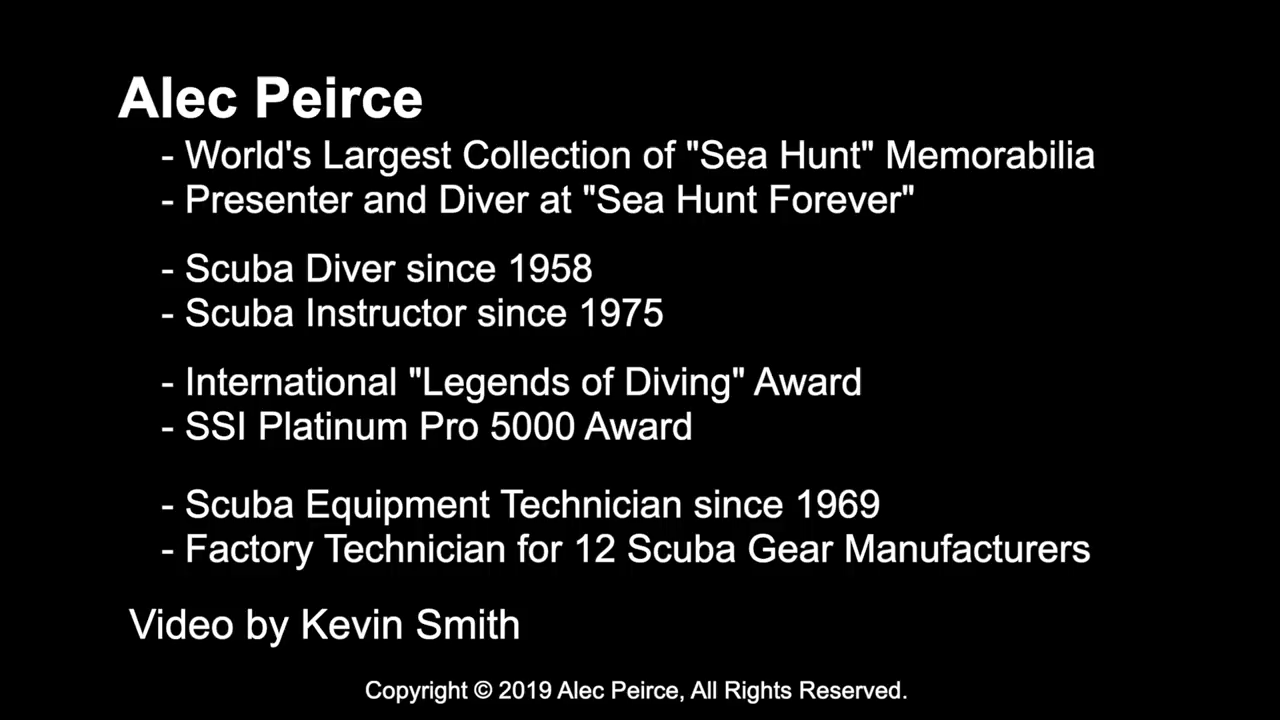 Alec Peirce
- World's Largest Collection of "Sea Hunt" Memorabilia
- Presenter and Diver at "Sea Hunt Forever"
- Scuba Diver since 1958
- Scuba Instructor since 1975
- International "Legends of Diving" Award
- SSI Platinum Pro 5000 Award
- Scuba Equipment Technician since 1969
- Factory Technician for 12 Scuba Gear Manufacturers
Video by Kevin Smith
Copyright © 2019 Alec Peirce, All Rights Reserved.